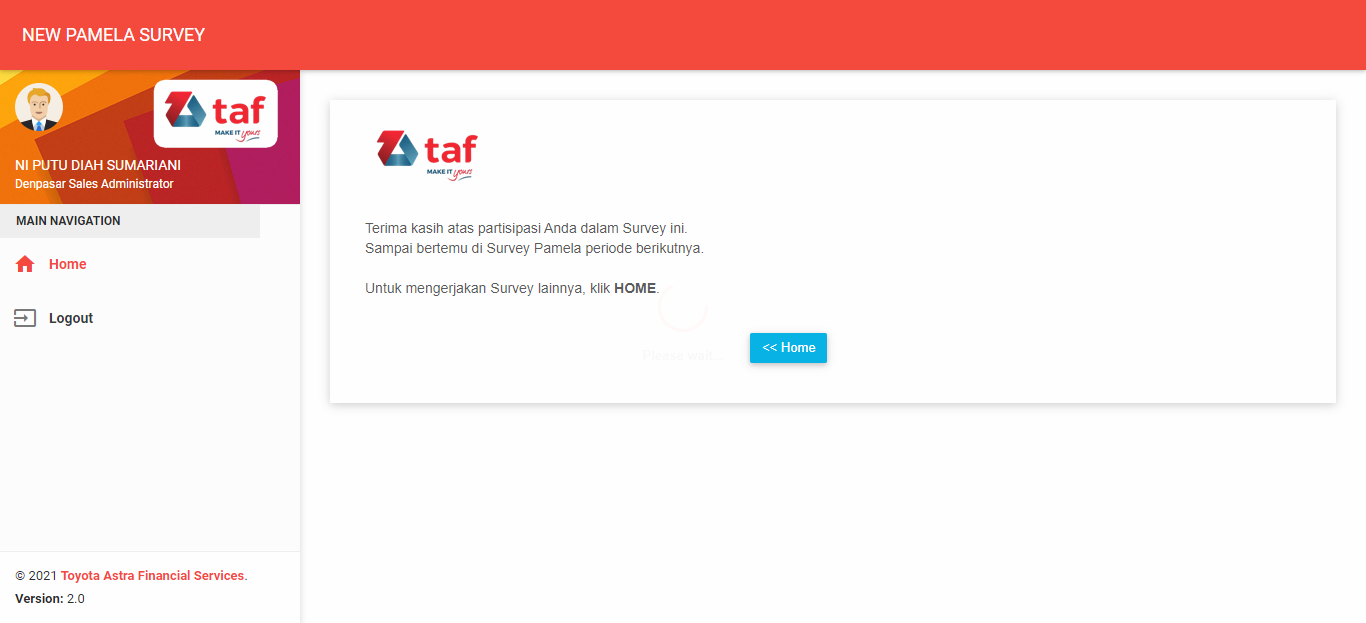 NEW PAMELA SURVEY
taf
MAKE IT yours
NI PUTU DIAH SUMARIANI
Denpasar Sales Administrator
MAIN NAVIGATION
Home
Logout
© 2021 Toyota Astra Financial Services.
Version: 2.0
taf
MAKE IT yours
Terima kasih atas partisipasi Anda dalam Survey ini.
Sampai bertemu di Survey Pamela periode berikutnya.
Untuk mengerjakan Survey lainnya, klik HOME.
Please wait...
<< Home